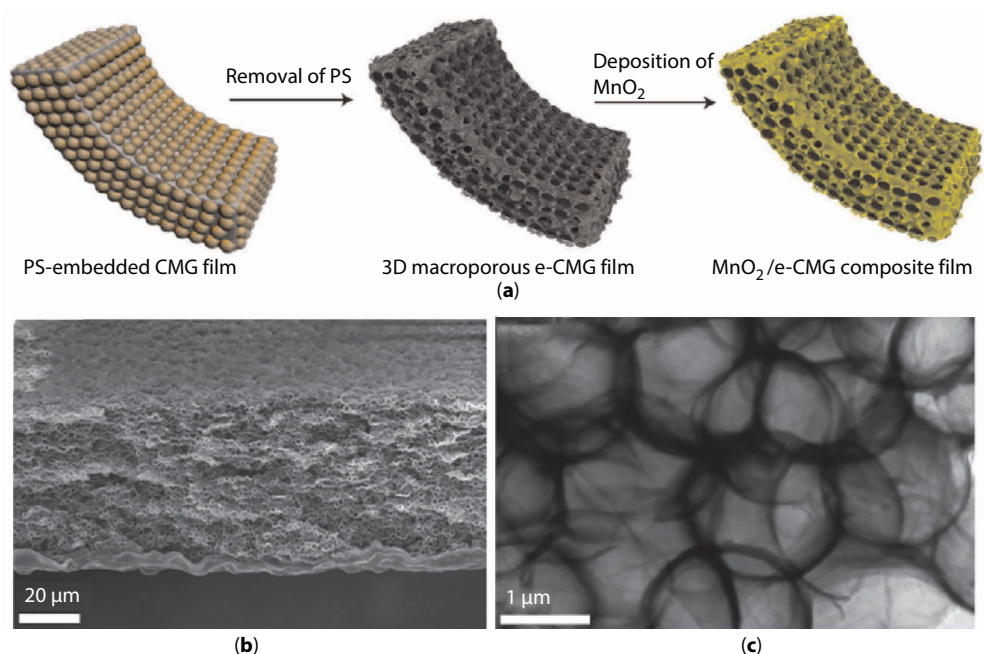 Removal of PS
Deposition of
MnO₂
PS-embedded CMG film
3D macroporous e-CMG film
MnO₂/e-CMG composite film
(a)
20 μm
1 μm
(b)
(c)